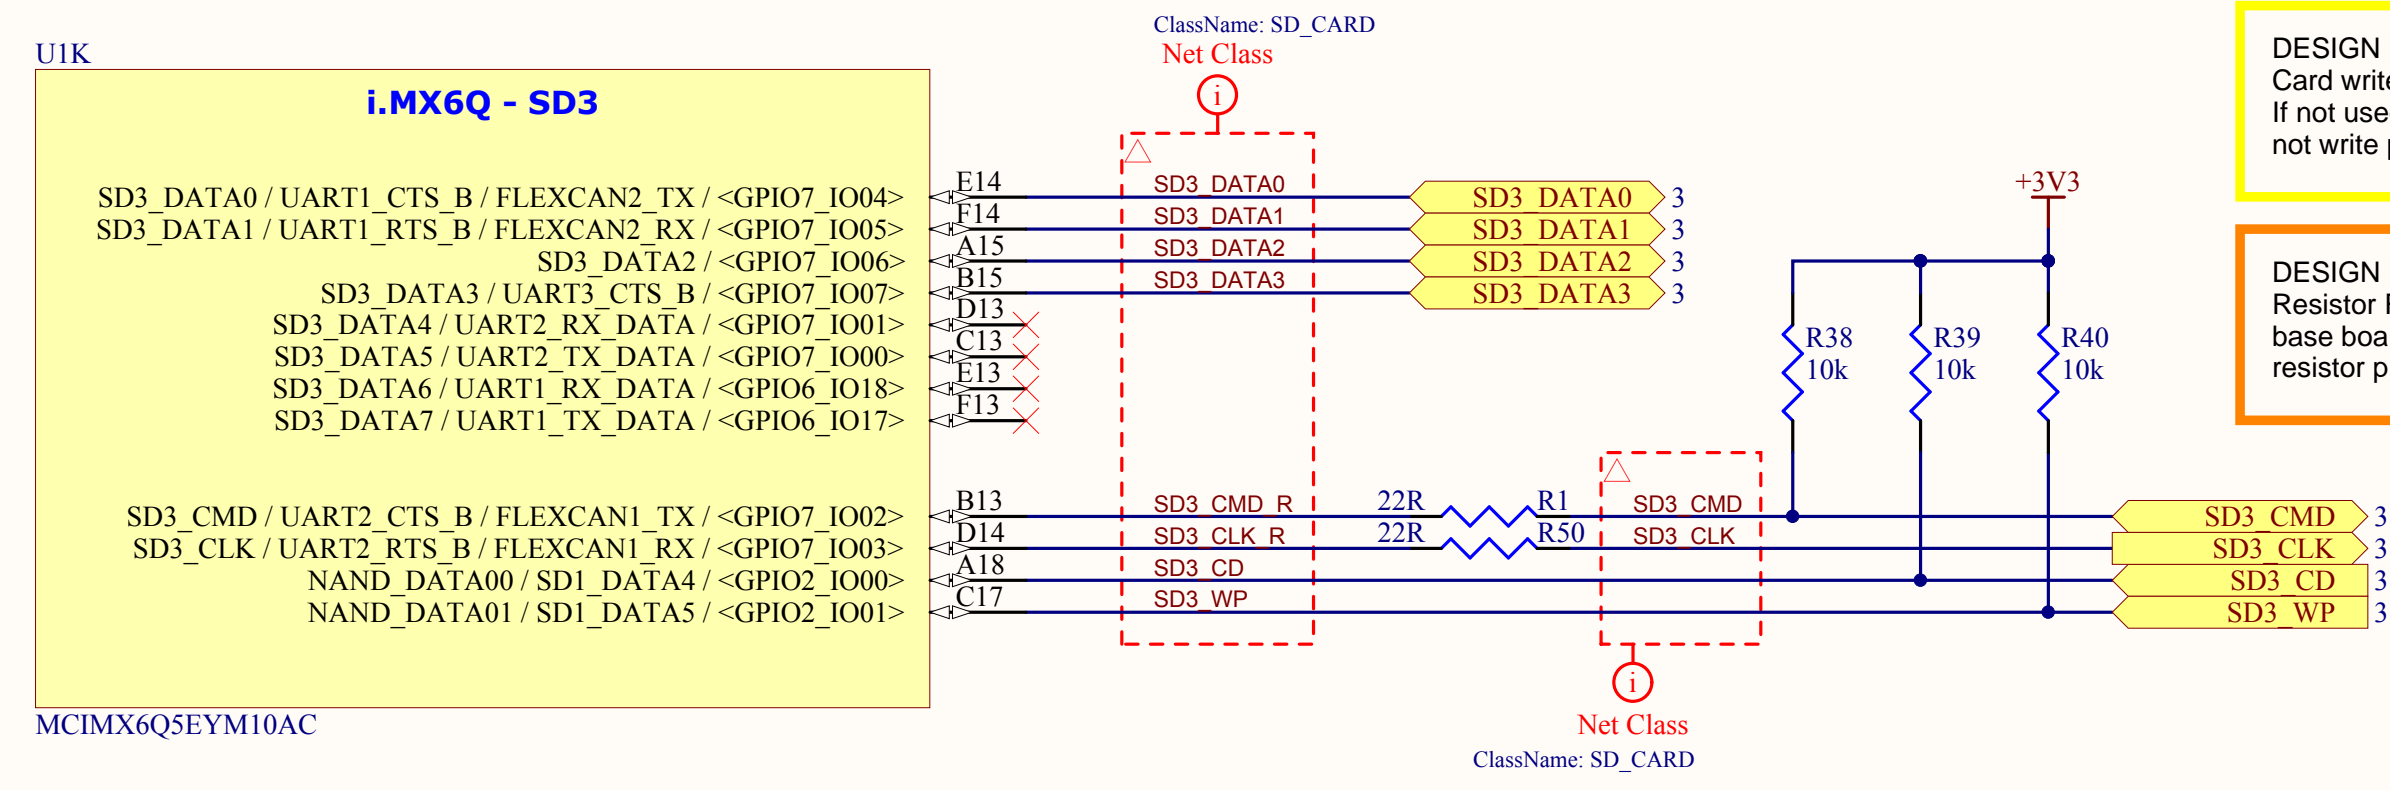 ClassName: SD_CARD
Net Class
i
U1K
i.MX6Q - SD3
SD3_DATA0 / UART1_CTS_B / FLEXCAN2_TX / <GPIO7_IO04> E14 SD3_DATA0 SD3_DATA0 3
SD3_DATA1 / UART1_RTS_B / FLEXCAN2_RX / <GPIO7_IO05> F14 SD3_DATA1 SD3_DATA1 3
SD3_DATA2 / <GPIO7_IO06> A15 SD3_DATA2 SD3_DATA2 3
SD3_DATA3 / UART3_CTS_B / <GPIO7_IO07> B15 SD3_DATA3 SD3_DATA3 3
SD3_DATA4 / UART2_RX_DATA / <GPIO7_IO01> D13
SD3_DATA5 / UART2_TX_DATA / <GPIO7_IO00> C13
SD3_DATA6 / UART1_RX_DATA / <GPIO6_IO18> E13
SD3_DATA7 / UART1_TX_DATA / <GPIO6_IO17> F13
+3V3
R38 R39 R40
10k 10k 10k
SD3_CMD / UART2_CTS_B / FLEXCAN1_TX / <GPIO7_IO02> B13 SD3_CMD_R 22R R1 SD3_CMD SD3_CMD 3
SD3_CLK / UART2_RTS_B / FLEXCAN1_RX / <GPIO7_IO03> D14 SD3_CLK_R 22R R50 SD3_CLK SD3_CLK 3
NAND_DATA00 / SD1_DATA4 / <GPIO2_IO00> A18 SD3_CD SD3_CD 3
NAND_DATA01 / SD1_DATA5 / <GPIO2_IO01> C17 SD3_WP SD3_WP 3
MCIMX6Q5EYM10AC
i
Net Class
ClassName: SD_CARD
DESIGN
Card write
If not use
not write
DESIGN
Resistor
base boa
resistor